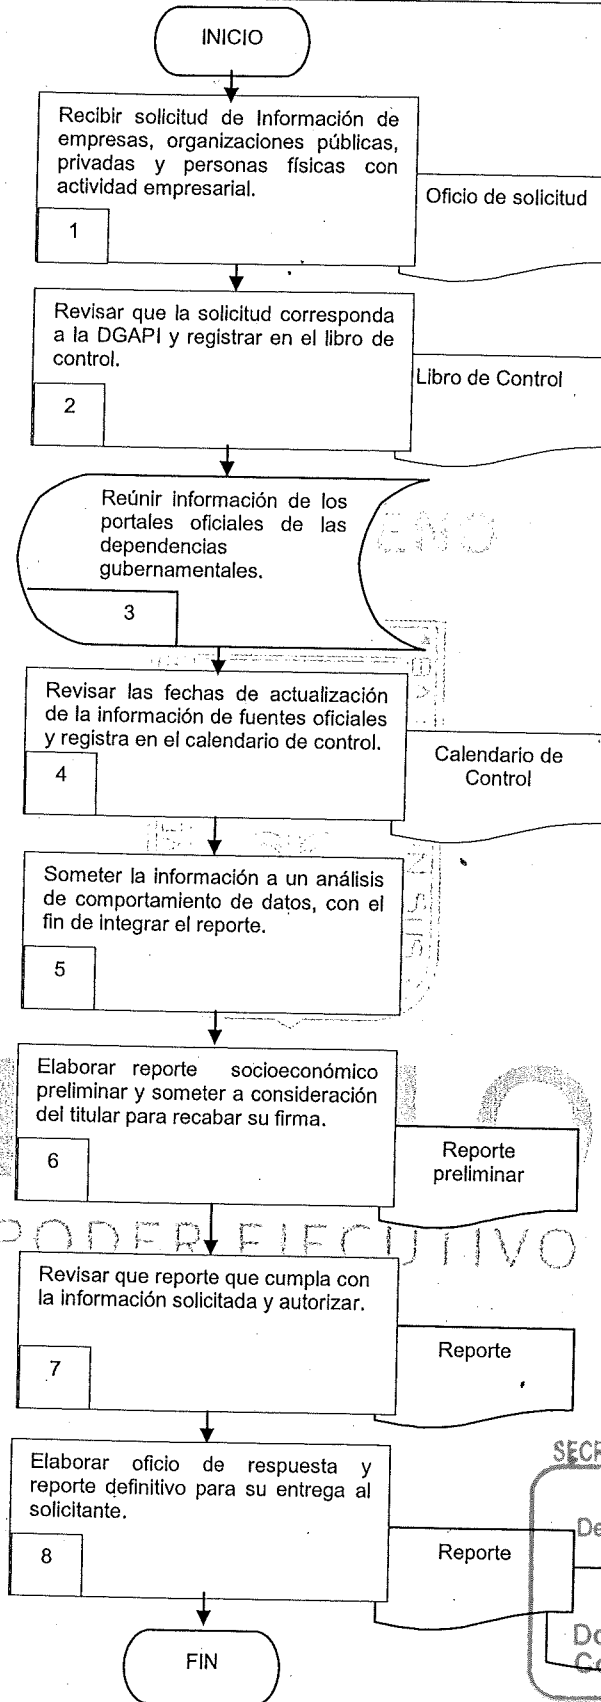 INICIO
Recibir solicitud de Información de
empresas, organizaciones públicas,
privadas y personas físicas con
actividad empresarial.
1
Oficio de solicitud
Revisar que la solicitud corresponda
a la DGAPI y registrar en el libro de
control.
2
Libro de Control
Reúnir información de los
portales oficiales de las
dependencias
gubernamentales.
3
Revisar las fechas de actualización
de la información de fuentes oficiales
y registra en el calendario de control.
4
Calendario de
Control
Someter la información a un análisis
de comportamiento de datos, con el
fin de integrar el reporte.
5
Elaborar reporte socioeconómico
preliminar y someter a consideración
del titular para recabar su firma.
6
Reporte
preliminar
PODER EJECUTIVO
Revisar que reporte que cumpla con
la información solicitada y autorizar.
7
Reporte
Elaborar oficio de respuesta y
reporte definitivo para su entrega al
solicitante.
8
Reporte
FIN